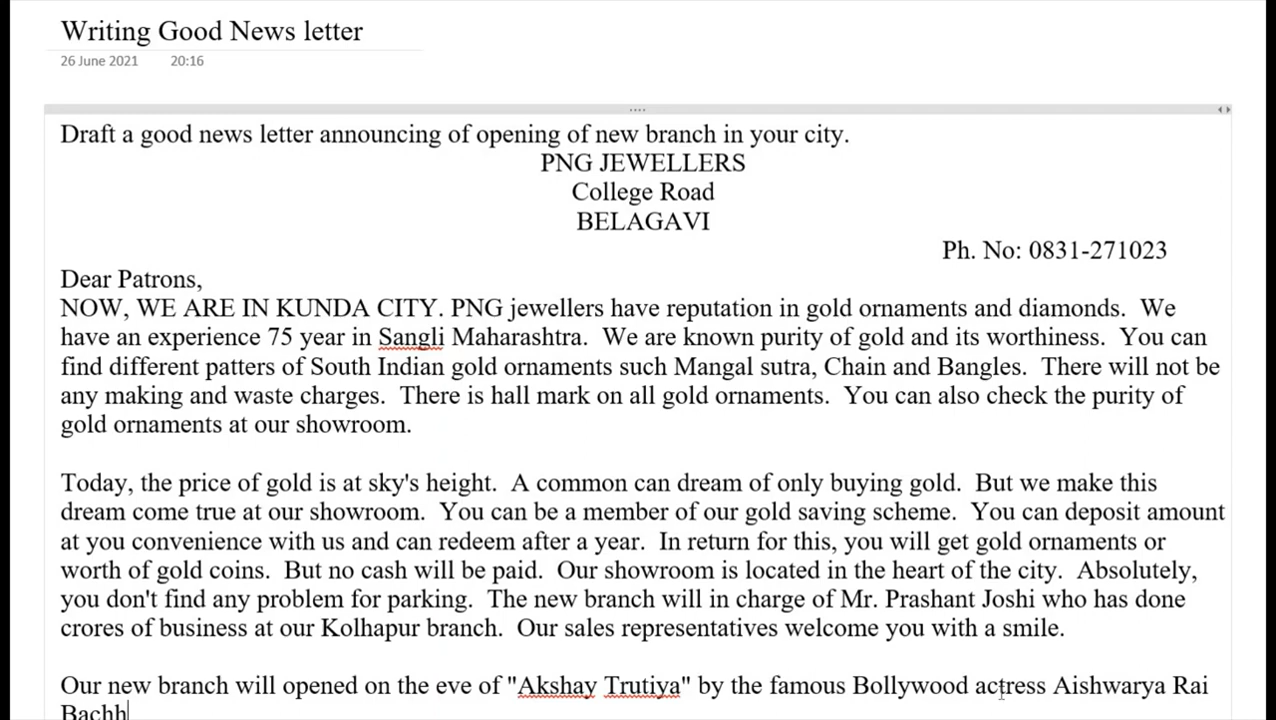 Writing Good News letter
26 June 2021 20:16
Draft a good news letter announcing of opening of new branch in your city.
PNG JEWELLERS
College Road
BELAGAVI
Ph. No: 0831-271023
Dear Patrons,
NOW, WE ARE IN KUNDA CITY. PNG jewellers have reputation in gold ornaments and diamonds. We
have an experience 75 year in Sangli Maharashtra. We are known purity of gold and its worthiness. You can
find different patters of South Indian gold ornaments such Mangal sutra, Chain and Bangles. There will not be
any making and waste charges. There is hall mark on all gold ornaments. You can also check the purity of
gold ornaments at our showroom.
Today, the price of gold is at sky's height. A common can dream of only buying gold. But we make this
dream come true at our showroom. You can be a member of our gold saving scheme. You can deposit amount
at you convenience with us and can redeem after a year. In return for this, you will get gold ornaments or
worth of gold coins. But no cash will be paid. Our showroom is located in the heart of the city. Absolutely,
you don't find any problem for parking. The new branch will in charge of Mr. Prashant Joshi who has done
crores of business at our Kolhapur branch. Our sales representatives welcome you with a smile.
Our new branch will opened on the eve of "Akshay Trutiya" by the famous Bollywood actress Aishwarya Rai
Bachh